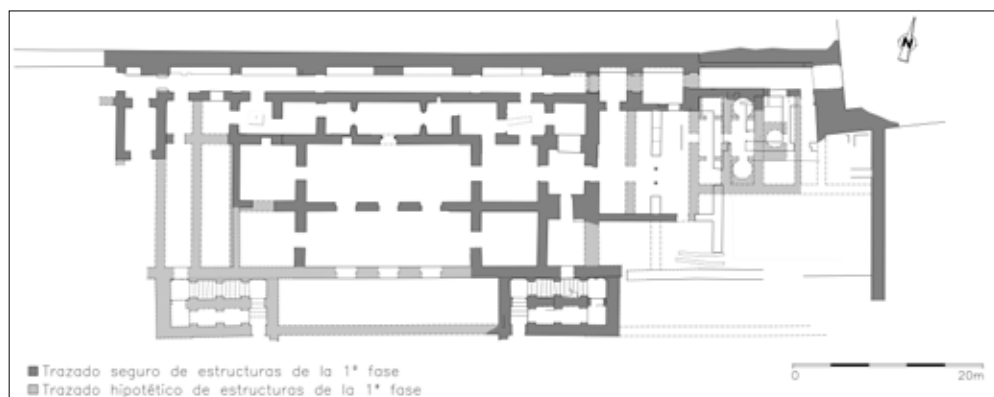 N
Trazado seguro de estructuras de la 1ª fase
Trazado hipotético de estructuras de la 1ª fase
0 20m